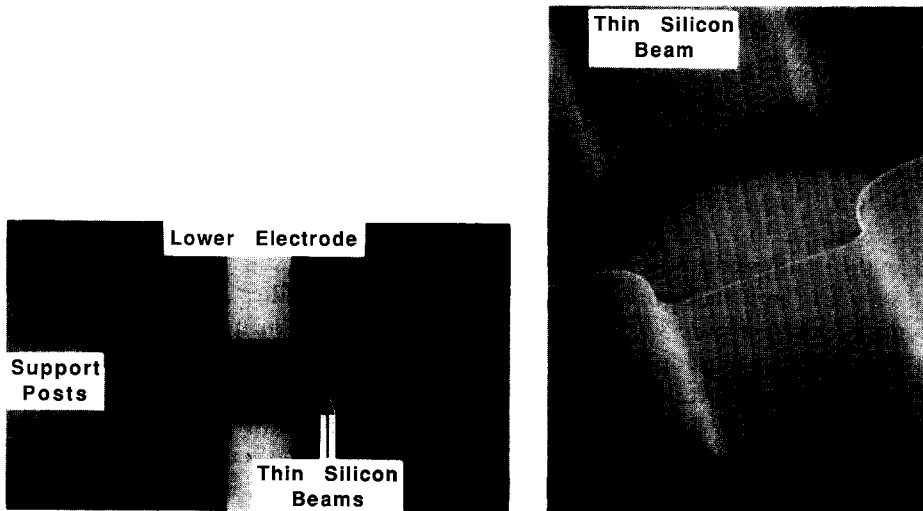 Lower Electrode
Support
Posts
Thin Silicon
Beams
Thin Silicon
Beam